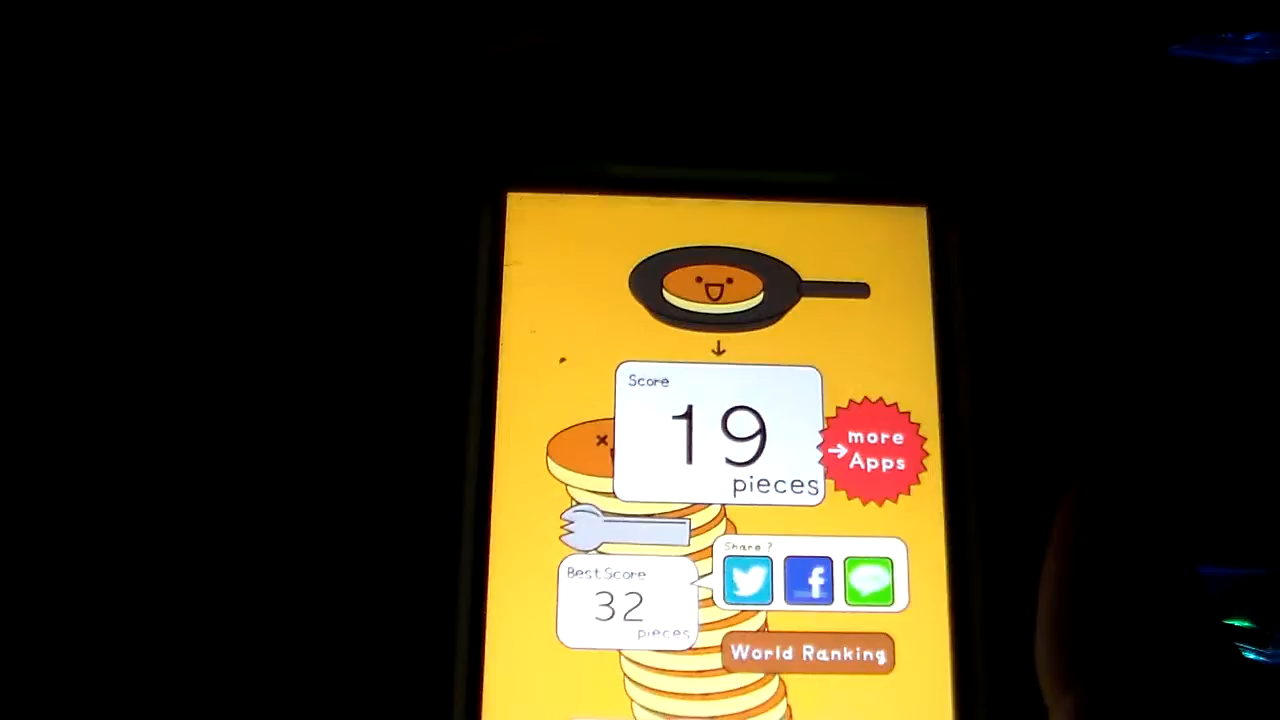 Score
19
pieces
more
→Apps
Share?
Best Score
32
pieces
World Ranking